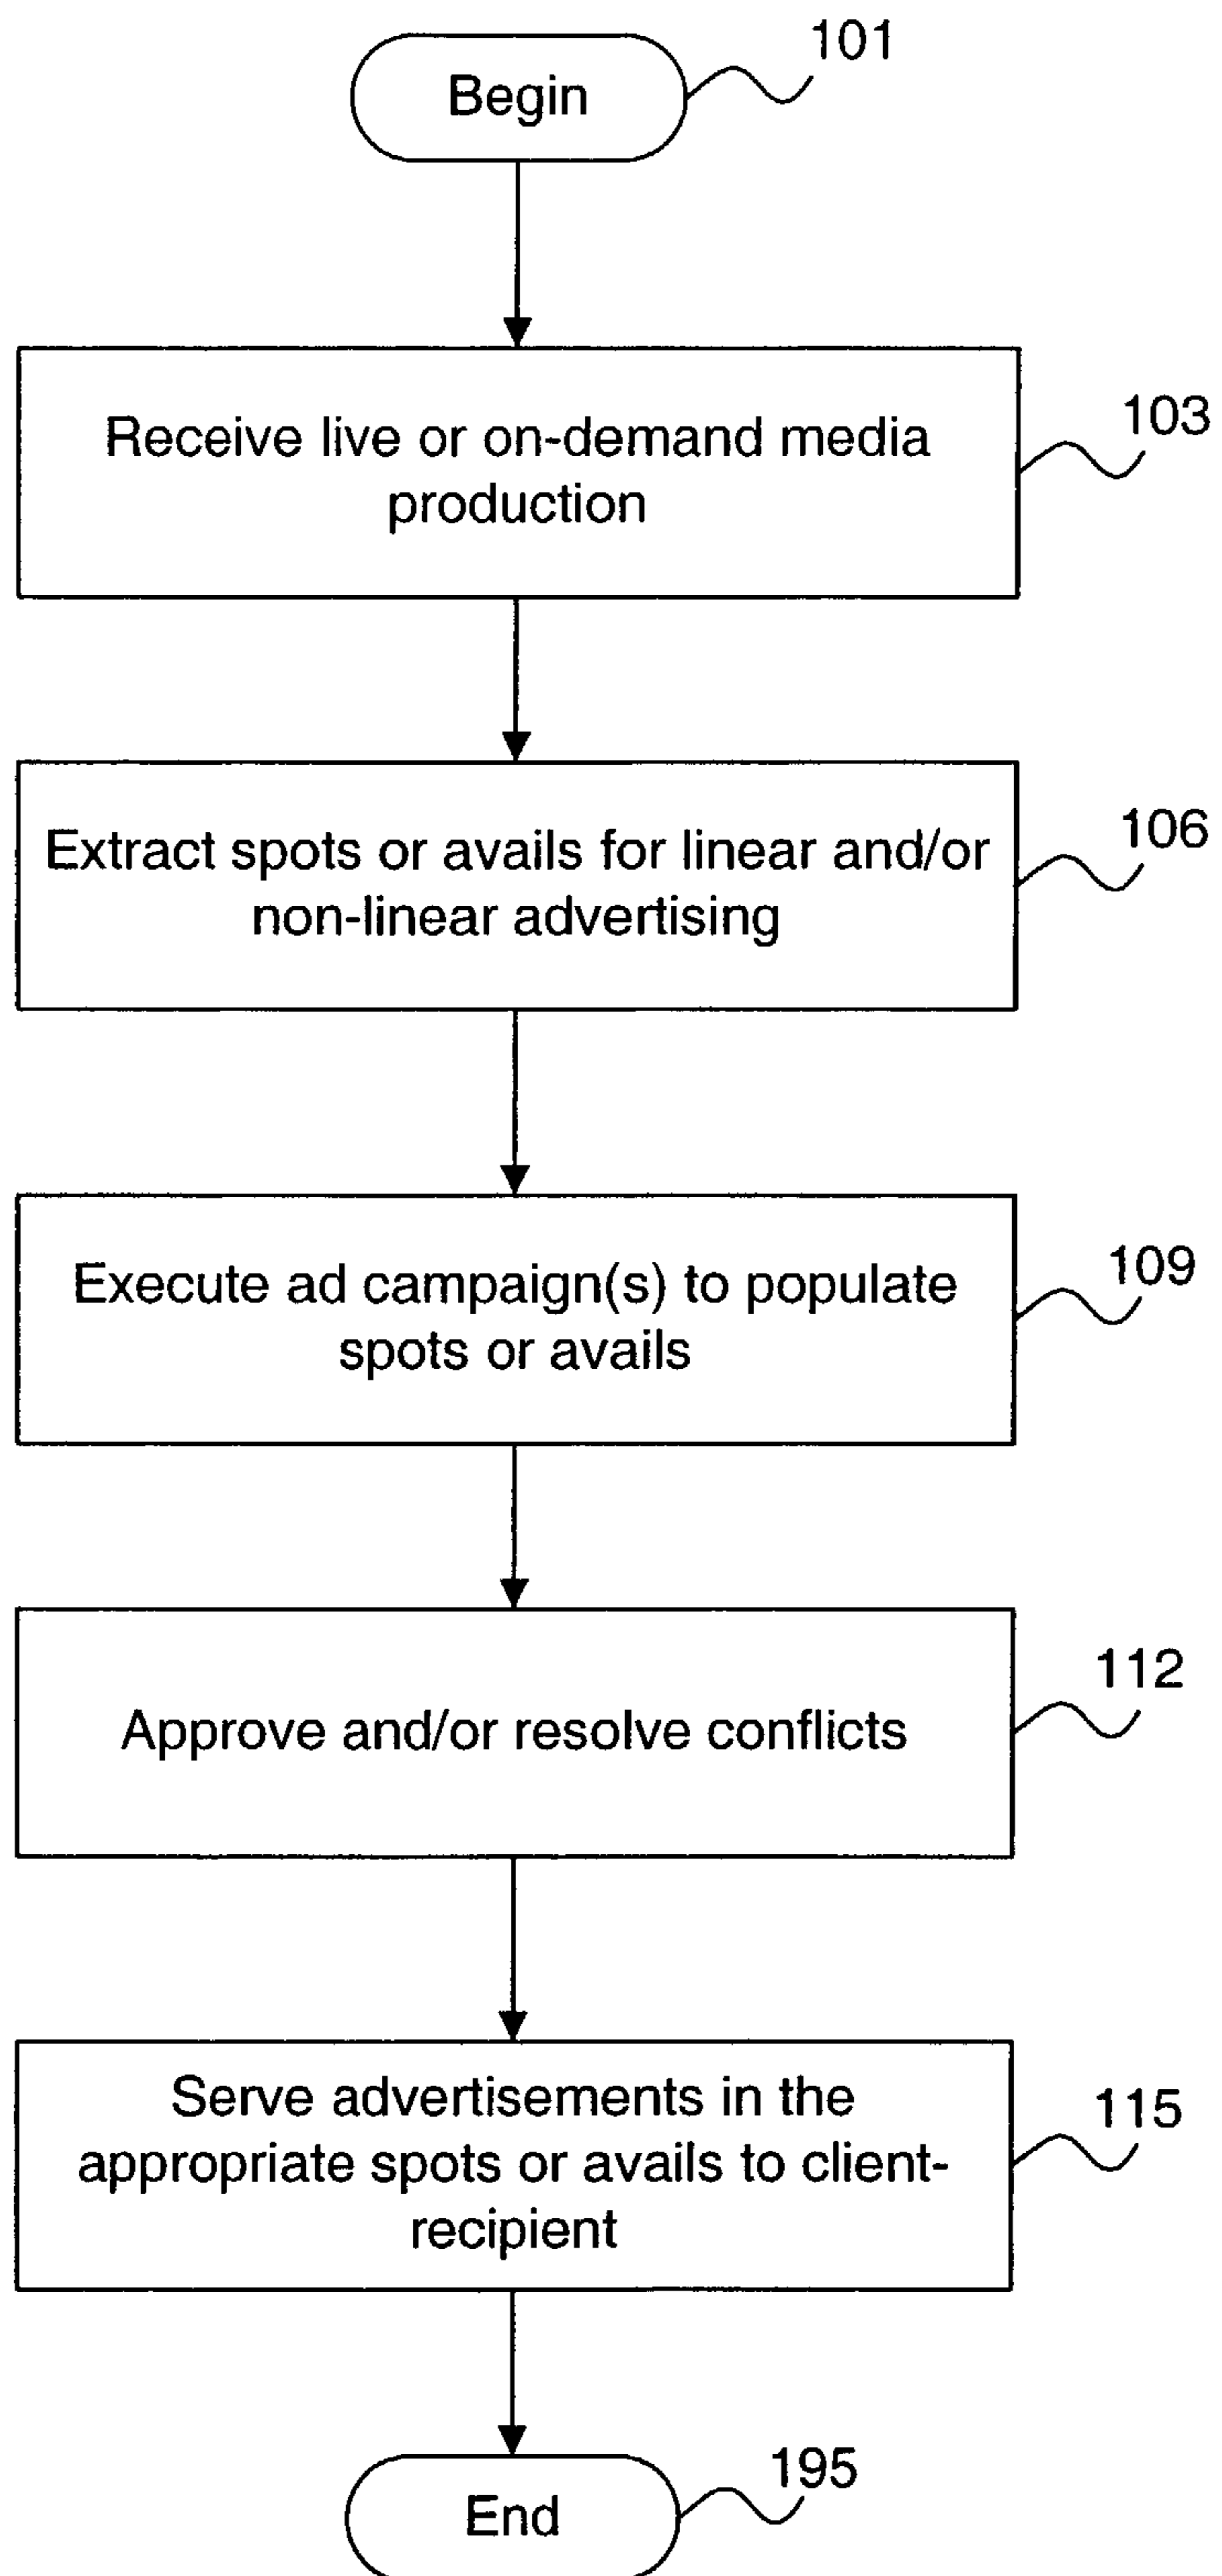 101
Begin
103
Receive live or on-demand media
production
106
Extract spots or avails for linear and/or
non-linear advertising
109
Execute ad campaign(s) to populate
spots or avails
112
Approve and/or resolve conflicts
115
Serve advertisements in the
appropriate spots or avails to client-
recipient
195
End